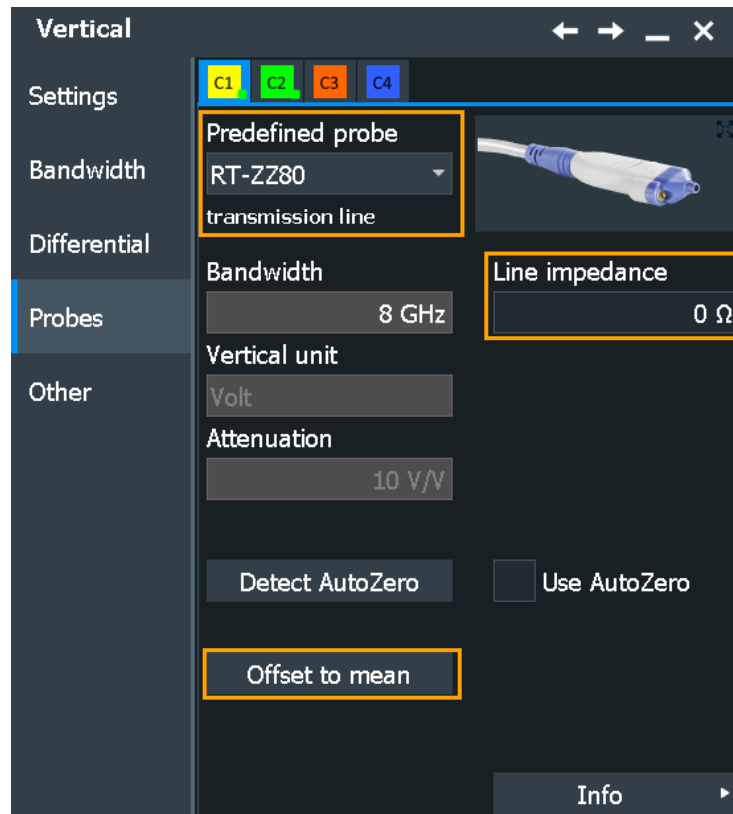 Vertical
Settings
Bandwidth
Differential
Probes
Other
C1 C2 C3 C4
Predefined probe
RT-ZZ80
transmission line
Bandwidth
8 GHz
Line impedance
0 Ω
Vertical unit
Volt
Attenuation
10 V/V
Detect AutoZero
Use AutoZero
Offset to mean
Info